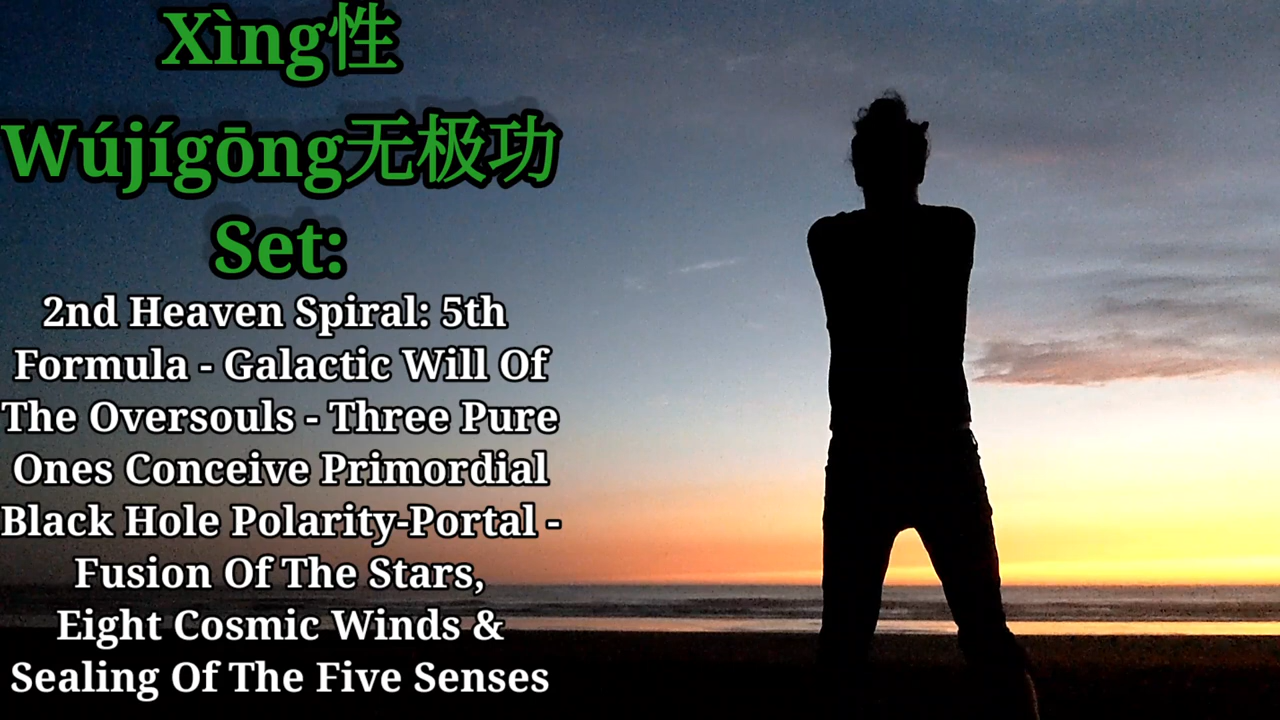 Xìng性
Wújígōng无极功
Set:
2nd Heaven Spiral: 5th
Formula - Galactic Will Of
The Oversouls - Three Pure
Ones Conceive Primordial
Black Hole Polarity-Portal -
Fusion Of The Stars,
Eight Cosmic Winds &
Sealing Of The Five Senses